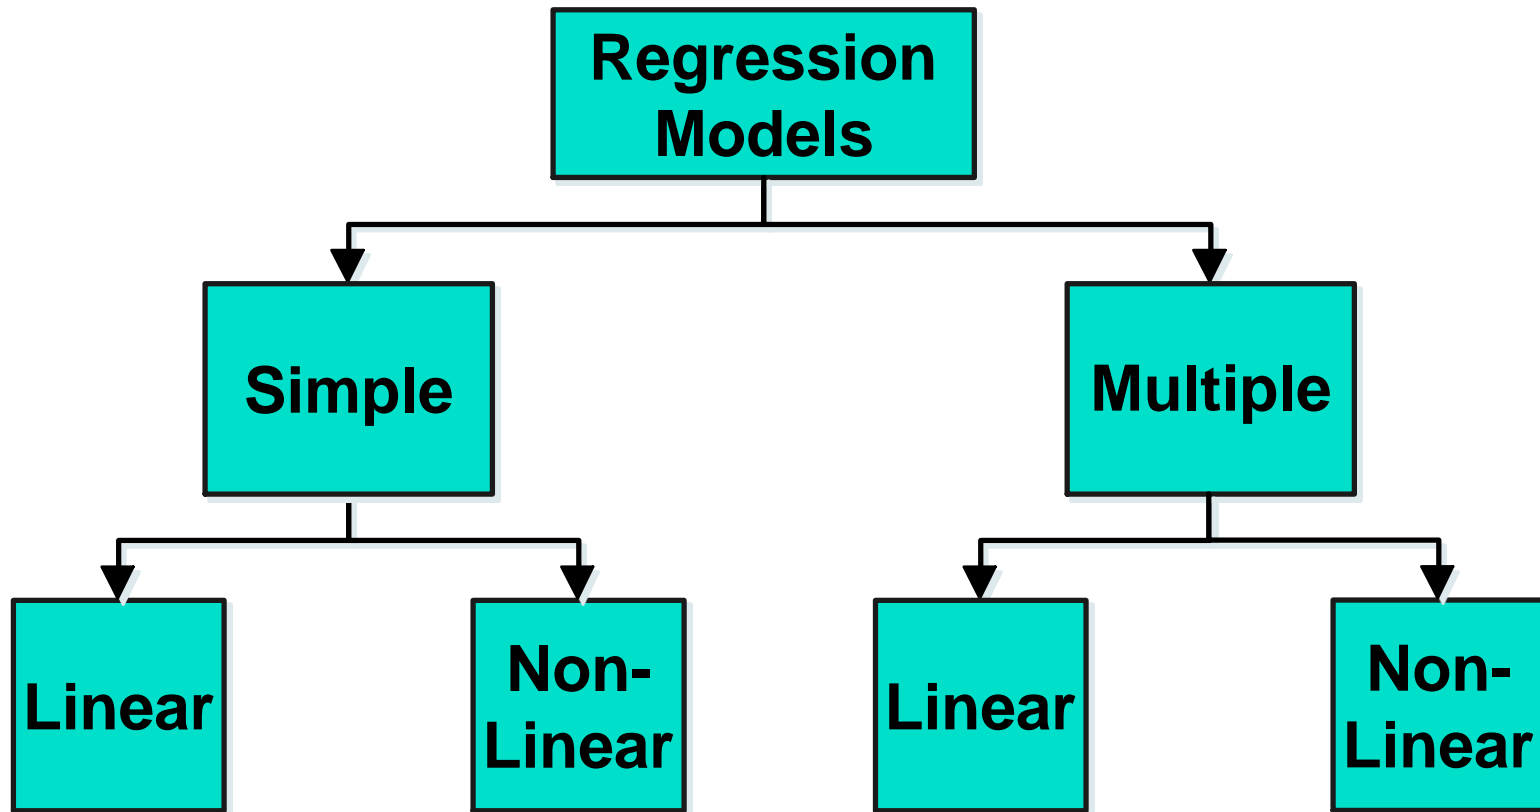 Regression
Models
Simple
Multiple
Linear
Non-
Linear
Linear
Non-
Linear